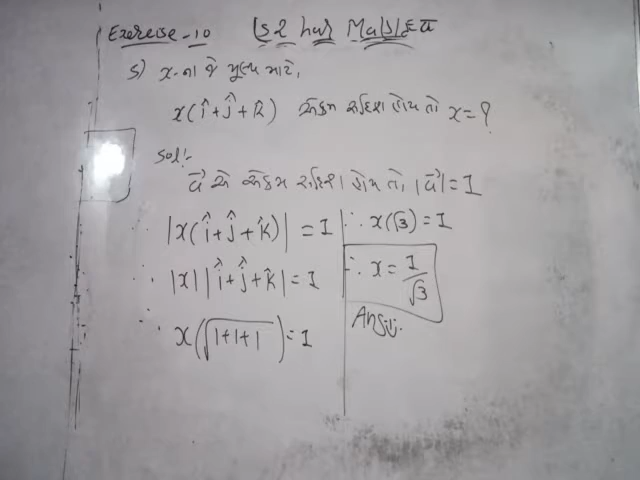 Exercise-10
5) x ના જે મૂલ્ય માટે,
x(î+ĵ+k̂) એકમ સદિશ હોય તો x=?
Sol:-
a⃗ એ એકમ સદિશ હોય તો, |a⃗|=1
|x(î+ĵ+k̂)| = 1
∴ |x| |î+ĵ+k̂| = 1
∴ x(√1+1+1) = 1
∴ x(√3) = 1
∴ x = 1/√3
Ans